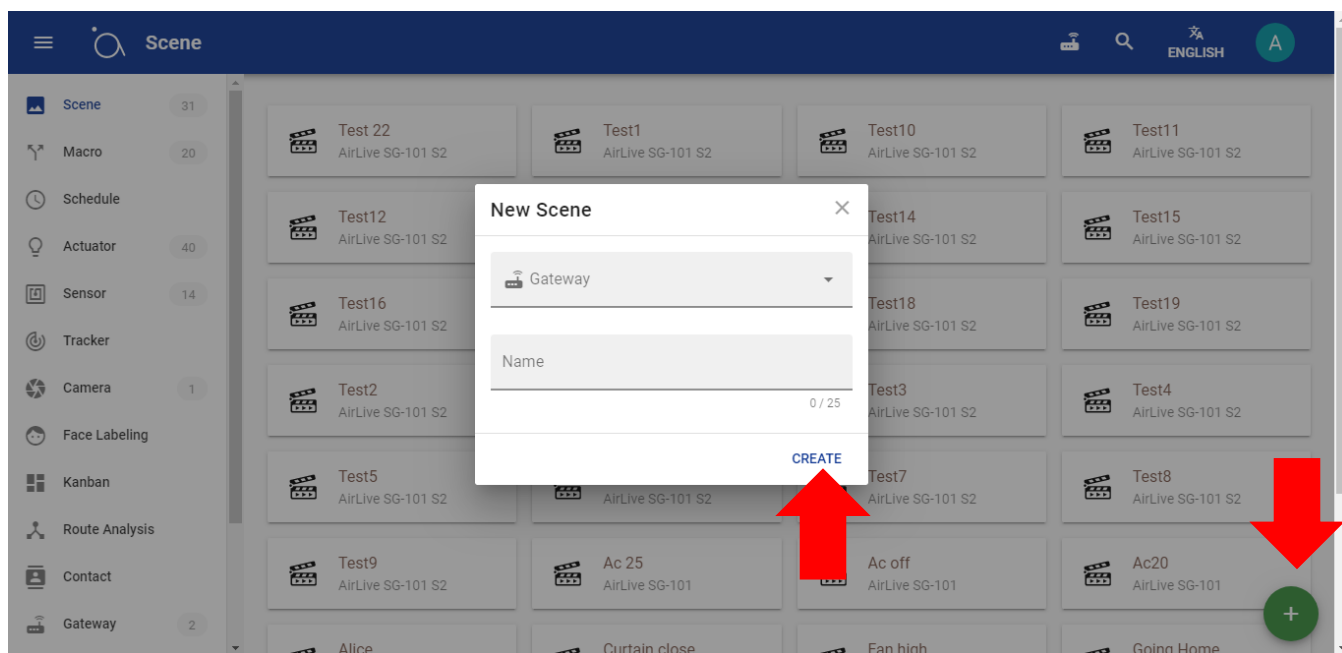 Scene
ENGLISH
A
Scene 31
Macro 20
Schedule
Actuator 40
Sensor 14
Tracker
Camera 1
Face Labeling
Kanban
Route Analysis
Contact
Gateway 2
Test 22
AirLive SG-101 S2
Test1
AirLive SG-101 S2
Test10
AirLive SG-101 S2
Test11
AirLive SG-101 S2
Test12
AirLive SG-101 S2
Test14
AirLive SG-101 S2
Test15
AirLive SG-101 S2
Test16
AirLive SG-101 S2
Test18
AirLive SG-101 S2
Test19
AirLive SG-101 S2
Test2
AirLive SG-101 S2
Test3
AirLive SG-101 S2
Test4
AirLive SG-101 S2
Test5
AirLive SG-101 S2
AirLive SG-101 S2
Test7
AirLive SG-101 S2
Test8
AirLive SG-101 S2
Test9
AirLive SG-101 S2
Ac 25
AirLive SG-101
Ac off
AirLive SG-101
Ac20
AirLive SG-101
Alice
Curtain close
Fan high
Going Home
New Scene
Gateway
Name
0 / 25
CREATE